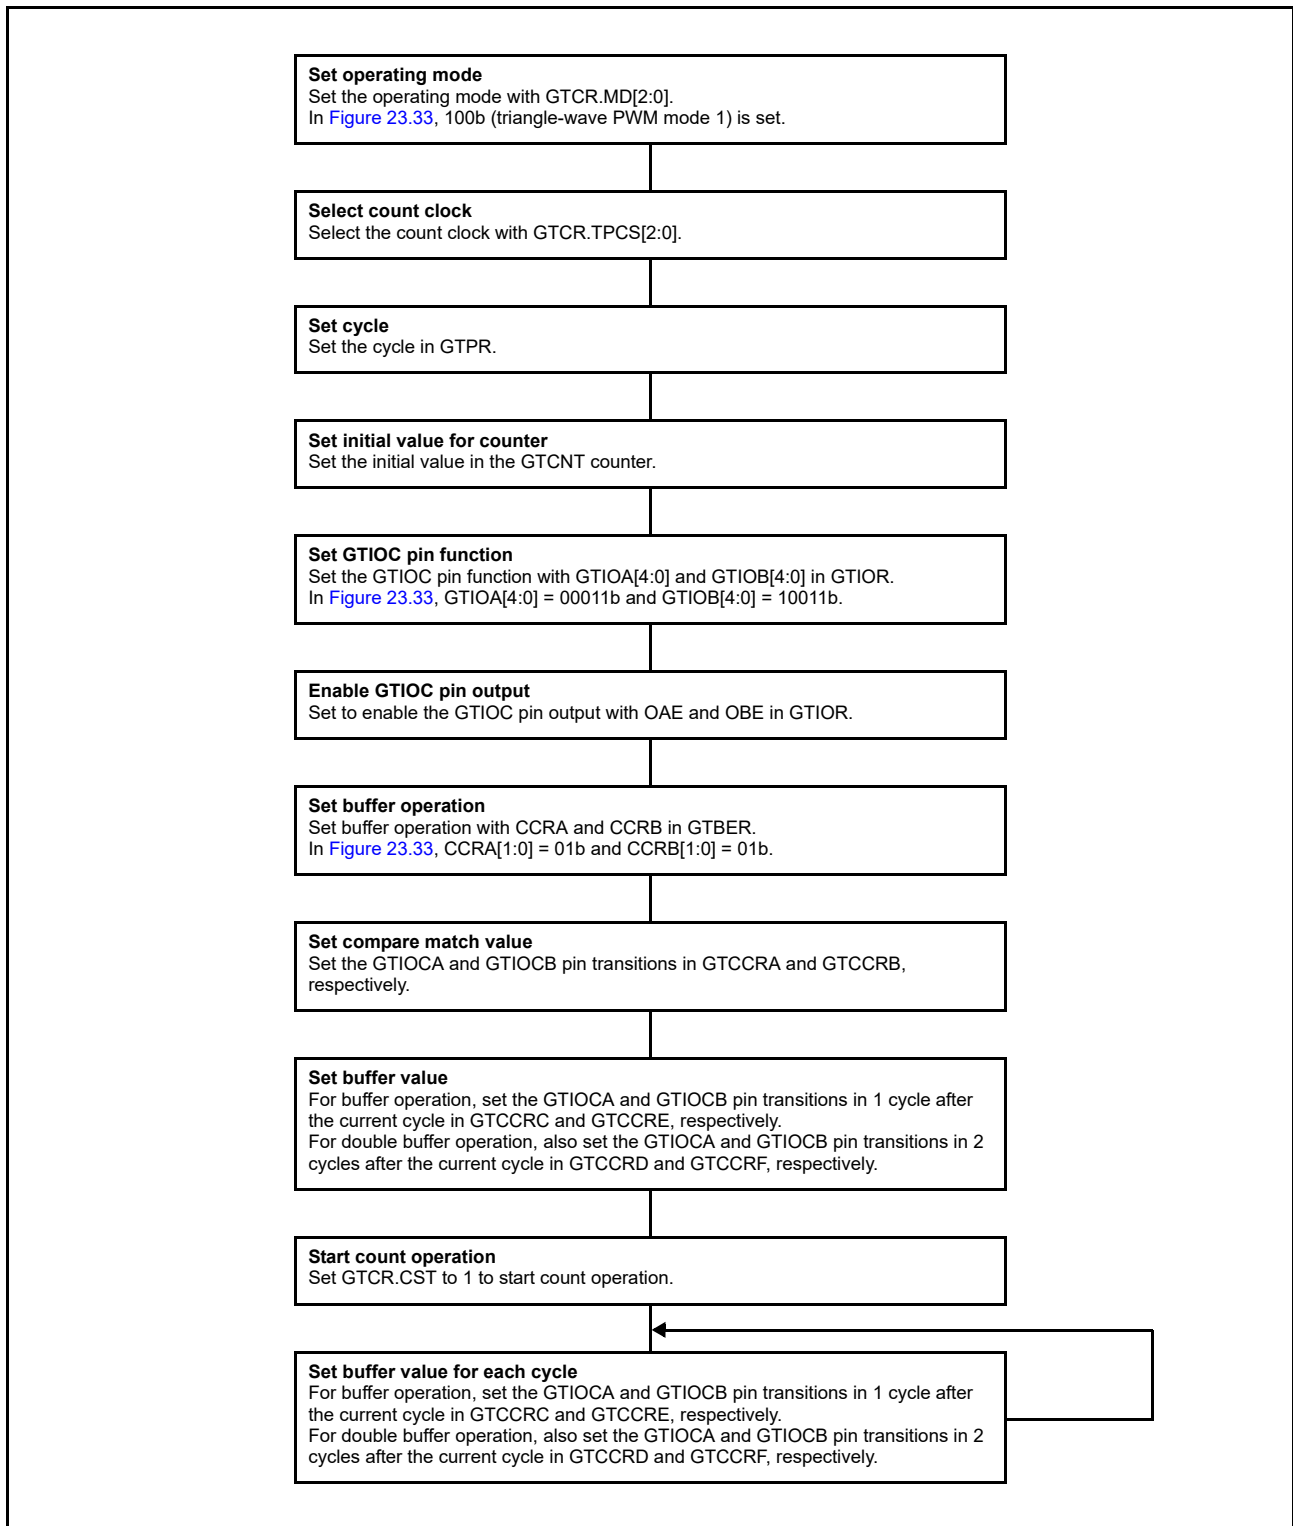 Set operating mode
Set the operating mode with GTCR.MD[2:0].
In Figure 23.33, 100b (triangle-wave PWM mode 1) is set.
Select count clock
Select the count clock with GTCR.TPCS[2:0].
Set cycle
Set the cycle in GTPR.
Set initial value for counter
Set the initial value in the GTCNT counter.
Set GTIOC pin function
Set the GTIOC pin function with GTIOA[4:0] and GTIOB[4:0] in GTIOR.
In Figure 23.33, GTIOA[4:0] = 00011b and GTIOB[4:0] = 10011b.
Enable GTIOC pin output
Set to enable the GTIOC pin output with OAE and OBE in GTIOR.
Set buffer operation
Set buffer operation with CCRA and CCRB in GTBER.
In Figure 23.33, CCRA[1:0] = 01b and CCRB[1:0] = 01b.
Set compare match value
Set the GTIOCA and GTIOCB pin transitions in GTCCRA and GTCCRB,
respectively.
Set buffer value
For buffer operation, set the GTIOCA and GTIOCB pin transitions in 1 cycle after
the current cycle in GTCCRC and GTCCRE, respectively.
For double buffer operation, also set the GTIOCA and GTIOCB pin transitions in 2
cycles after the current cycle in GTCCRD and GTCCRF, respectively.
Start count operation
Set GTCR.CST to 1 to start count operation.
Set buffer value for each cycle
For buffer operation, set the GTIOCA and GTIOCB pin transitions in 1 cycle after
the current cycle in GTCCRC and GTCCRE, respectively.
For double buffer operation, also set the GTIOCA and GTIOCB pin transitions in 2
cycles after the current cycle in GTCCRD and GTCCRF, respectively.